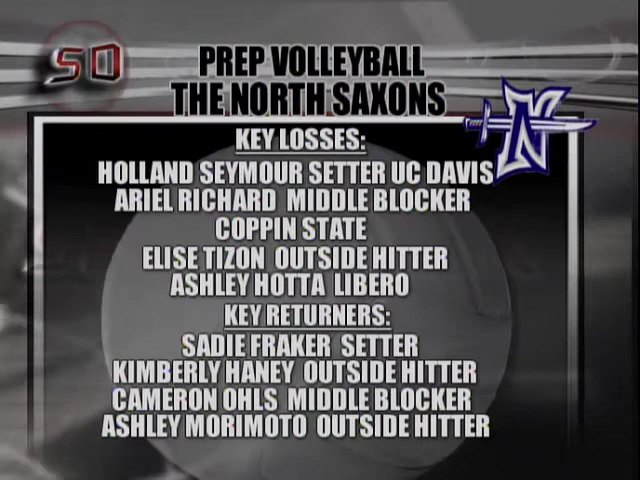 SD
PREP VOLLEYBALL
THE NORTH SAXONS
N
KEY LOSSES:
HOLLAND SEYMOUR SETTER UC DAVIS
ARIEL RICHARD MIDDLE BLOCKER
COPPIN STATE
ELISE TIZON OUTSIDE HITTER
ASHLEY HOTTA LIBERO
KEY RETURNERS:
SADIE FRAKER SETTER
KIMBERLY HANEY OUTSIDE HITTER
CAMERON OHLS MIDDLE BLOCKER
ASHLEY MORIMOTO OUTSIDE HITTER